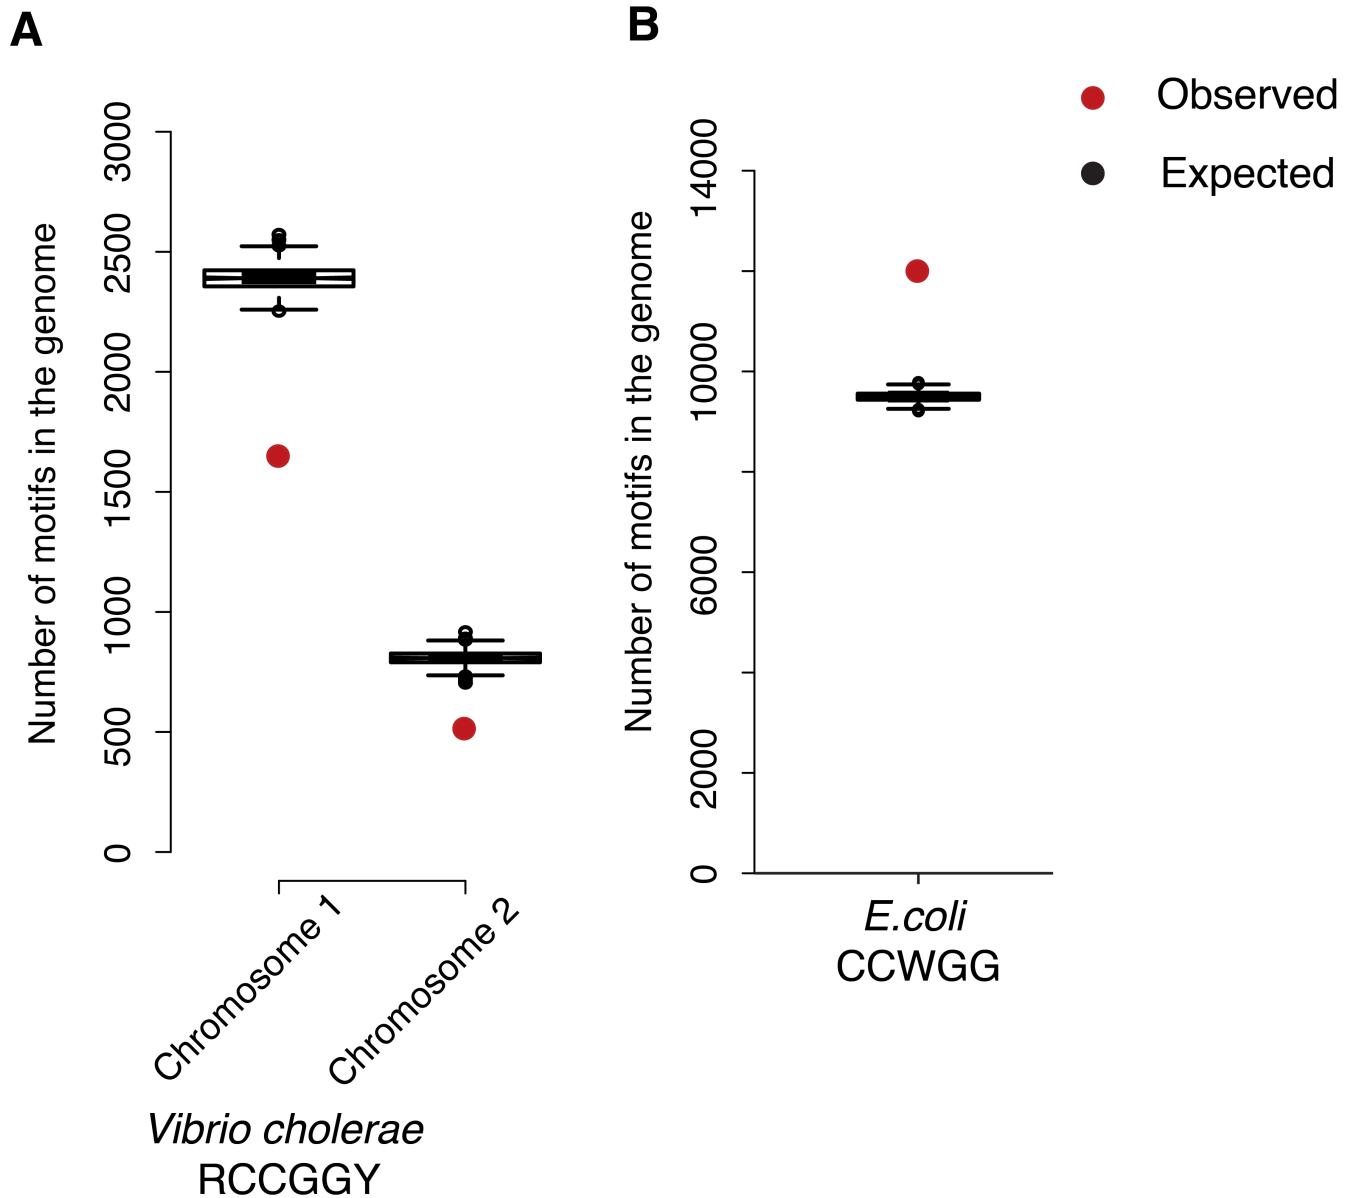 A
Number of motifs in the genome
3000
2500
2000
1500
1000
500
0
Chromosome 1
Chromosome 2
Vibrio cholerae
RCCGGY
B
Number of motifs in the genome
14000
10000
6000
2000
0
E.coli
CCWGG
Observed
Expected